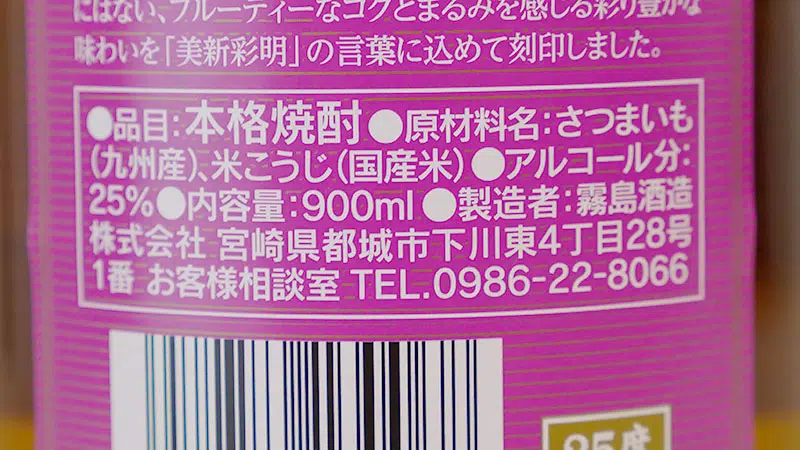 にはない、フルーティーなコクとまるみを感じる彩り豊かな
味わいを「美新彩明」の言葉に込めて刻印しました。
●品目:本格焼酎●原材料名:さつまいも
(九州産)、米こうじ(国産米)●アルコール分:
25%●内容量:900ml●製造者:霧島酒造
株式会社 宮崎県都城市下川東4丁目28号
1番 お客様相談室 TEL.0986-22-8066
25度